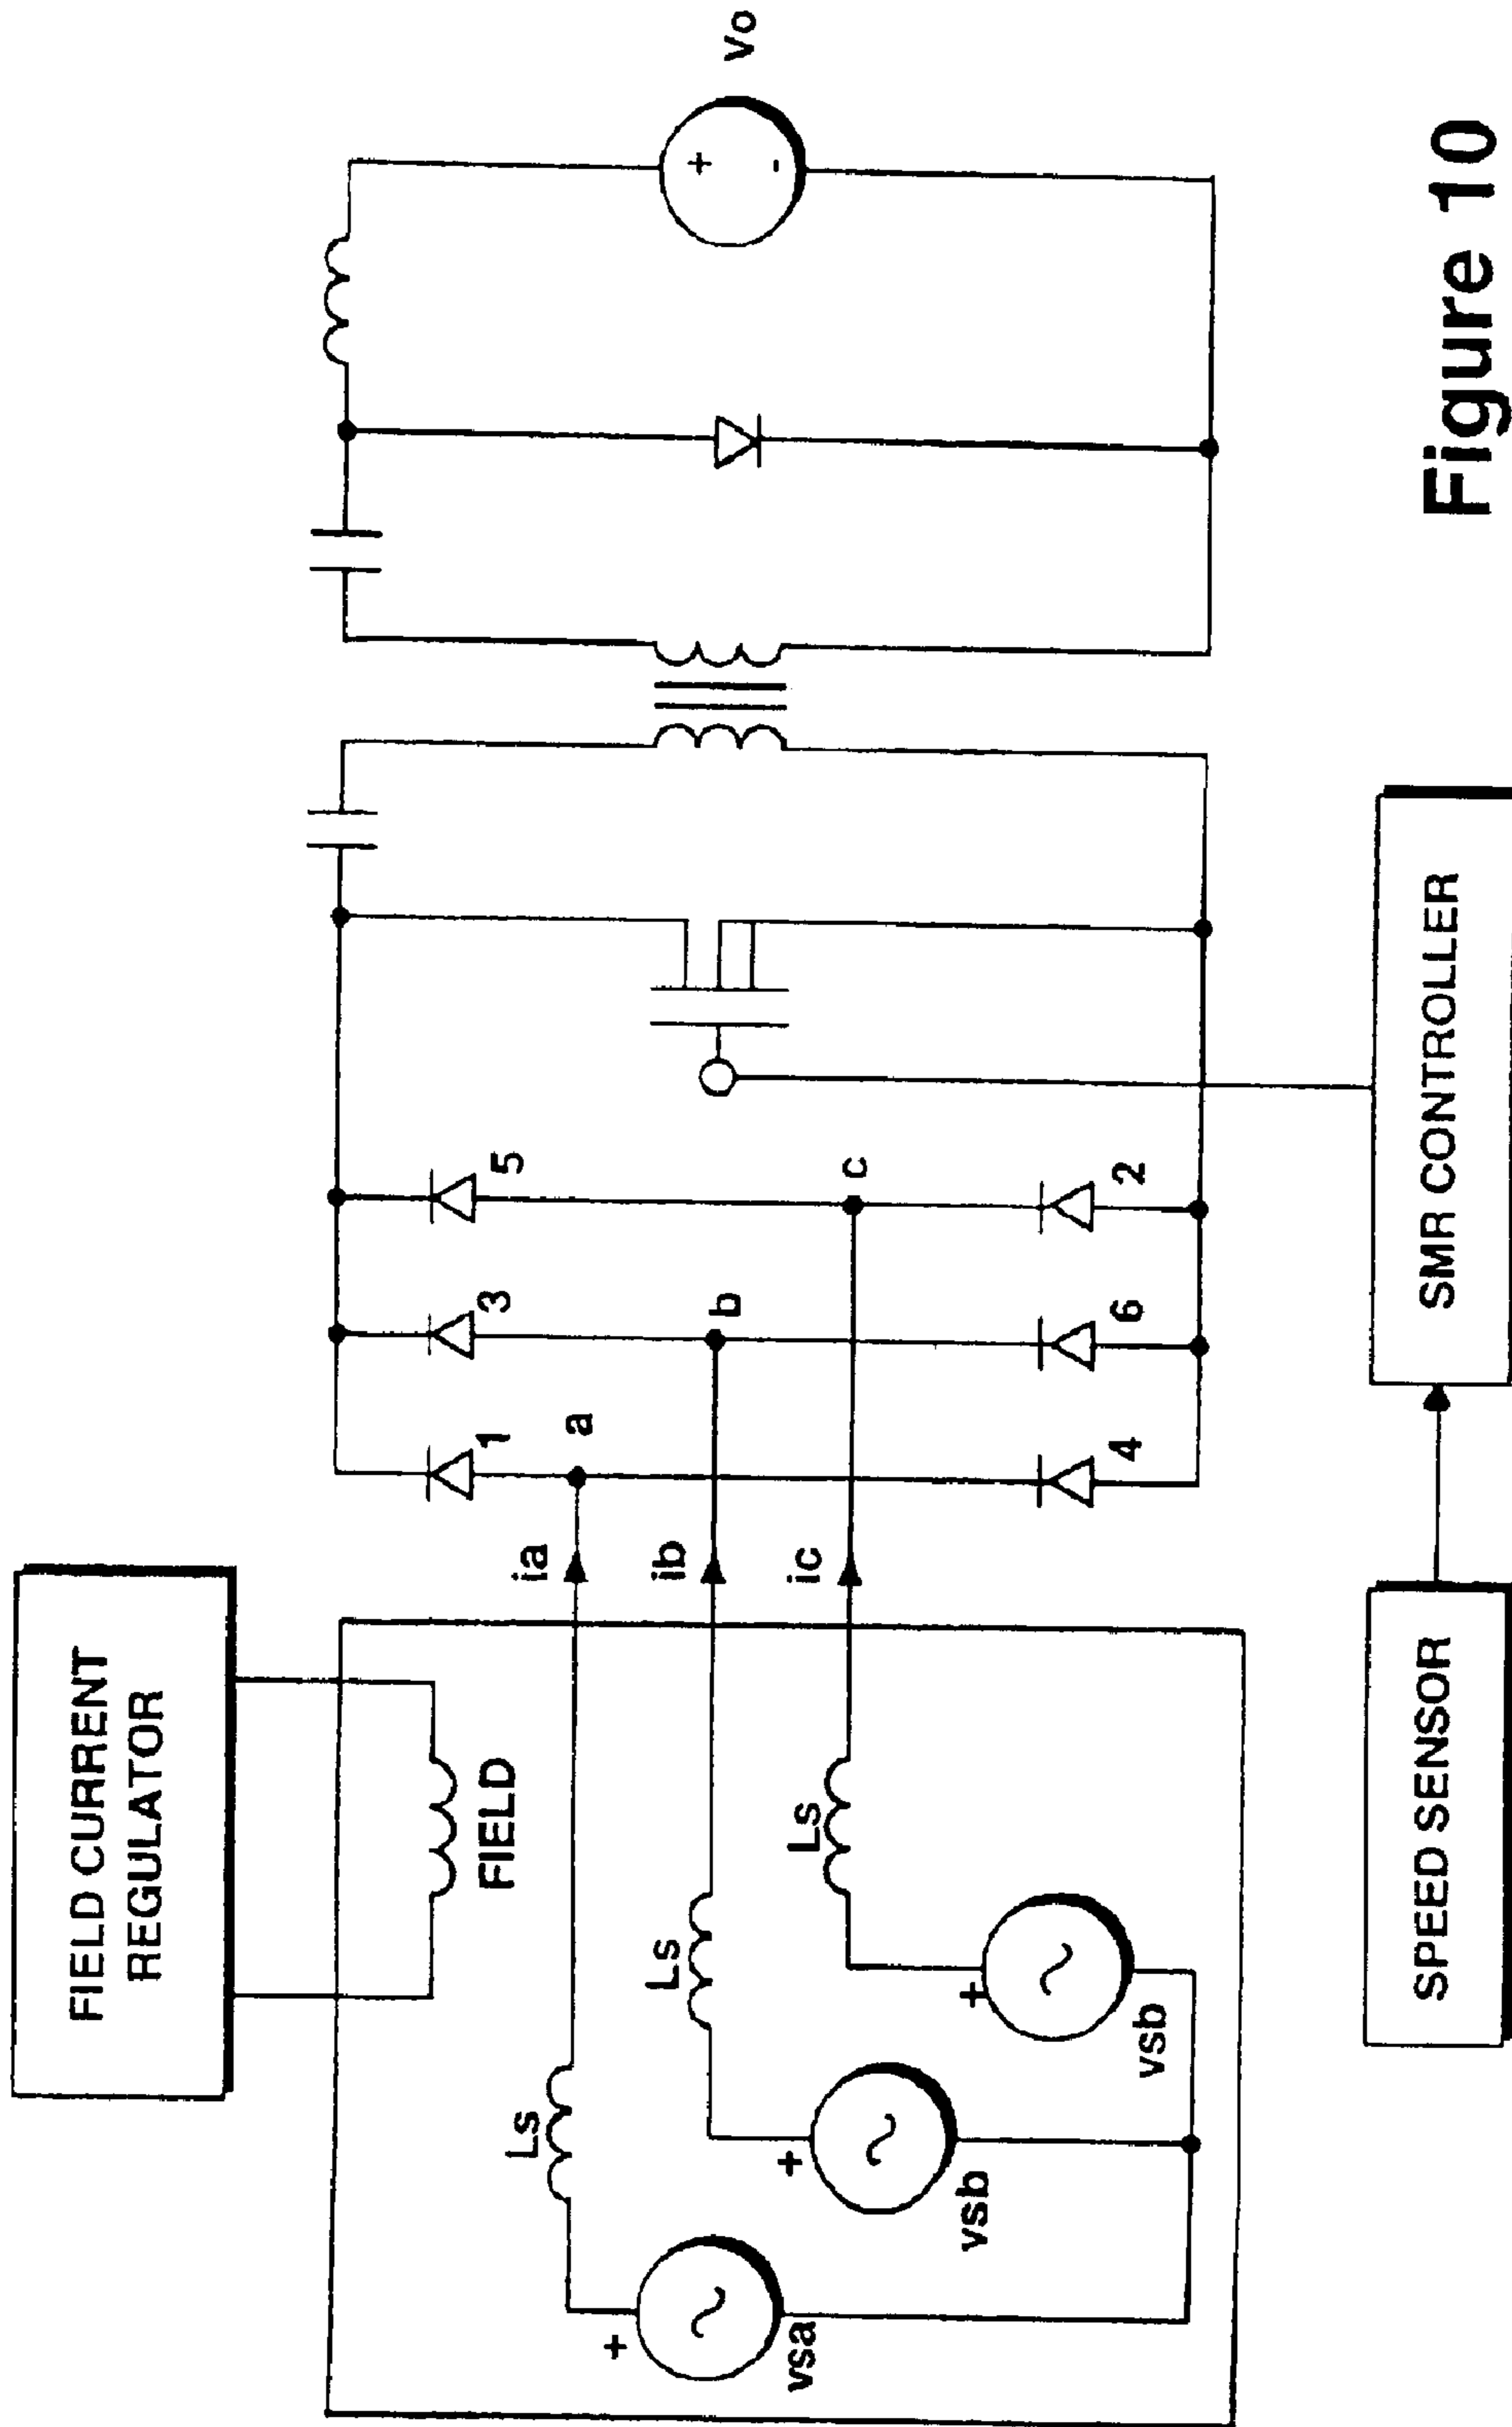 FIELD CURRENT
REGULATOR
FIELD
Ls
Ls
Ls
+
vsa
+
vsb
+
vsb
ia
ib
ic
a
b
c
1
3
5
4
6
2
+
-
Vo
SPEED SENSOR
SMR CONTROLLER
Figure 10